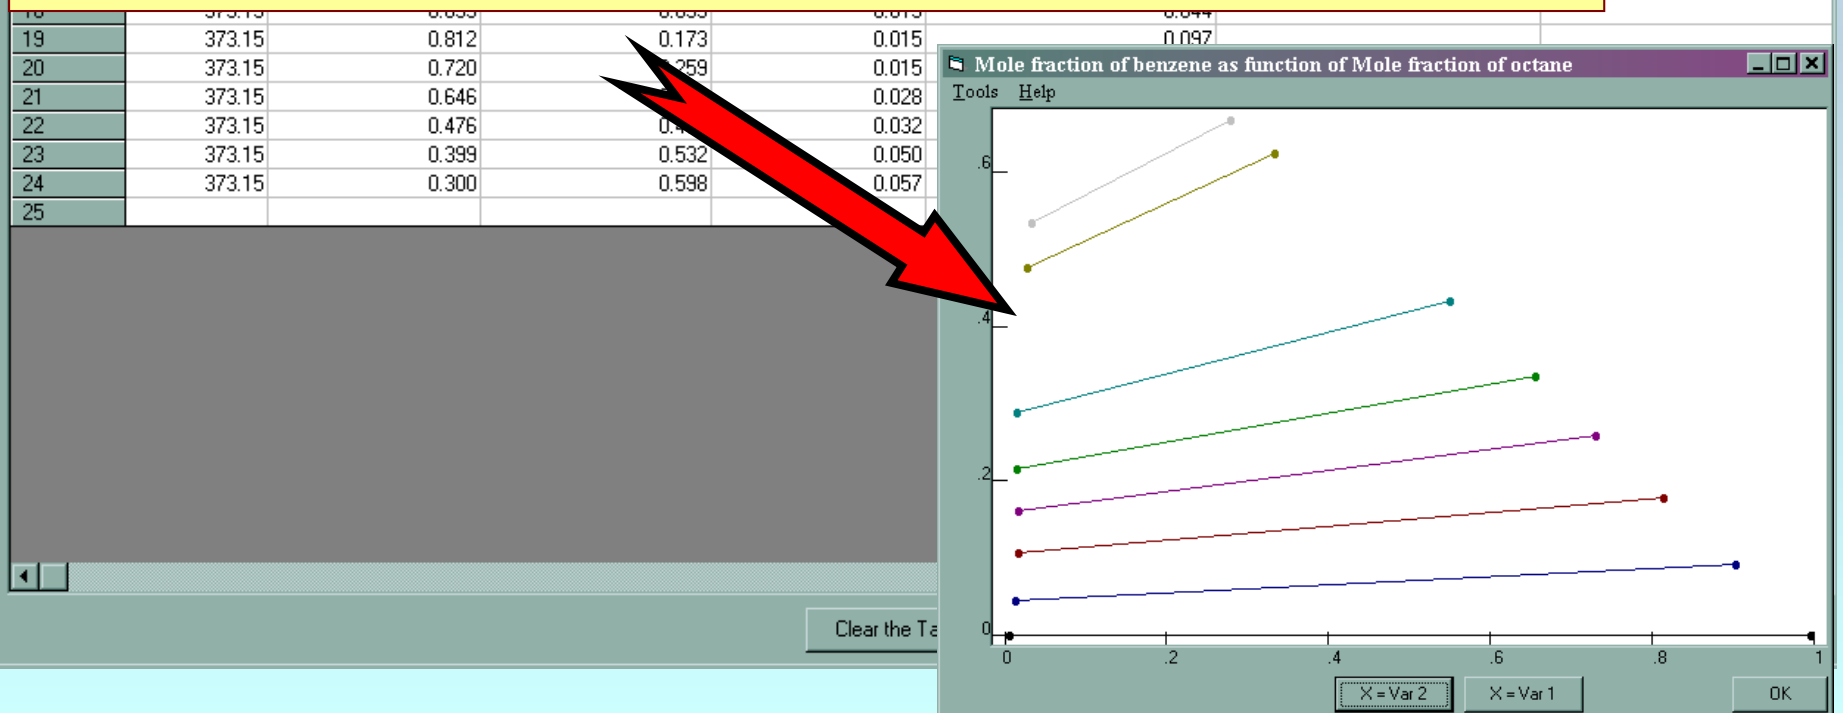 19 373.15 0.812 0.173 0.015 0.097
20 373.15 0.720 .259 0.015
21 373.15 0.646 0.028
22 373.15 0.476 0.032
23 373.15 0.399 0.532 0.050
24 373.15 0.300 0.598 0.057
25
Clear the Ta
Mole fraction of benzene as function of Mole fraction of octane
Tools Help
.6
.4
.2
0
0 .2 .4 .6 .8 1
X = Var 2 X = Var 1 OK